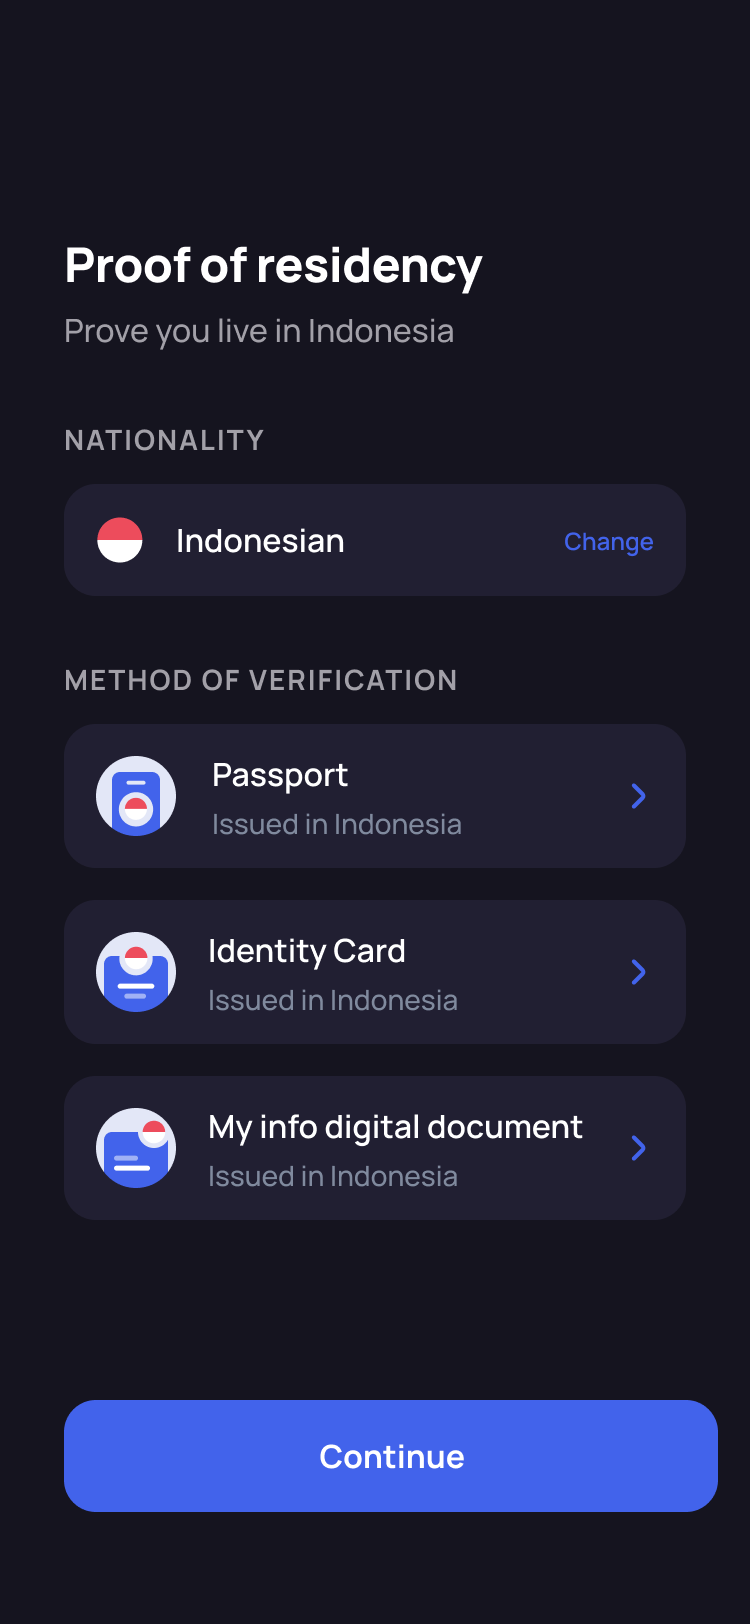 Proof of residency
Prove you live in Indonesia
NATIONALITY
Indonesian
Change
METHOD OF VERIFICATION
Passport
Issued in Indonesia
Identity Card
Issued in Indonesia
My info digital document
Issued in Indonesia
Continue